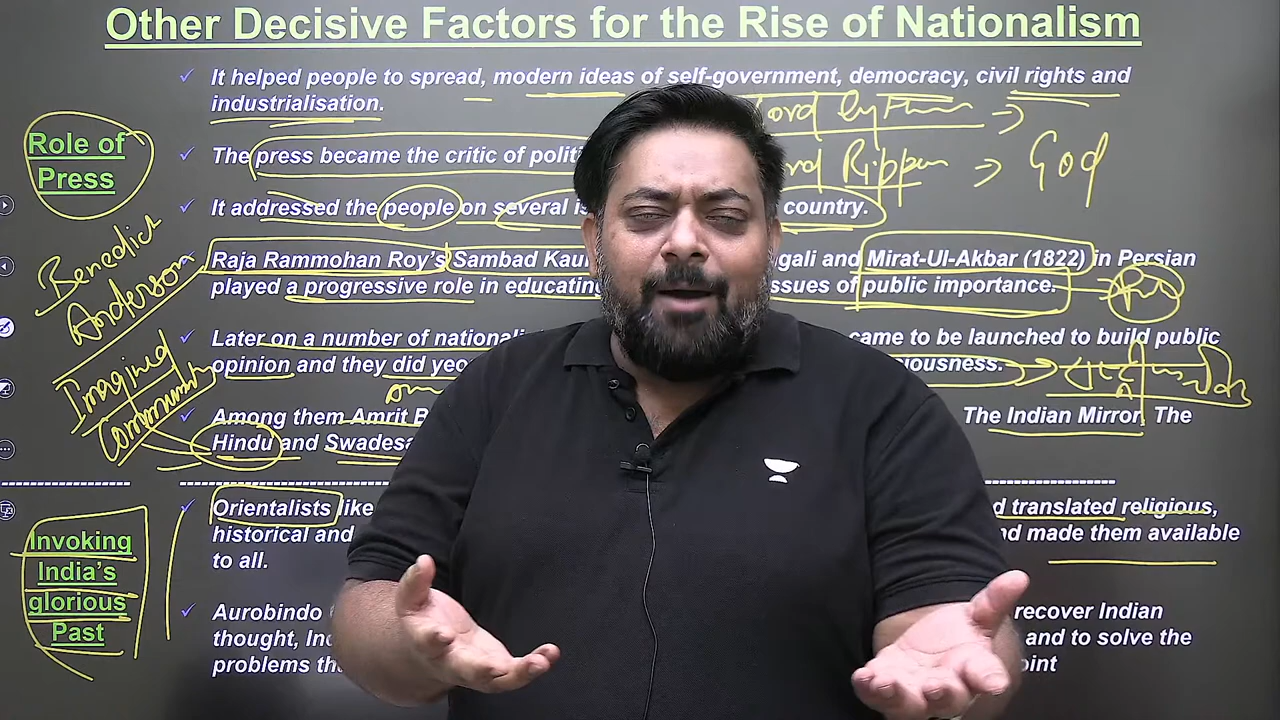 Other Decisive Factors for the Rise of Nationalism
Role of
Press
It helped people to spread, modern ideas of self-government, democracy, civil rights and
industrialisation.
The press became the critic of politi
It addressed the people on several is country.
Raja Rammohan Roy's Sambad Kau gali and Mirat-Ul-Akbar (1822) in Persian
played a progressive role in educating issues of public importance.
Later on a number of national came to be launched to build public
opinion and they did yeo iousness.
Among them Amrit B The Indian Mirror, The
Hindu and Swades
Rippon → God
Benedict
Anderson
Imaging
Community
Invoking
India's
glorious
Past
Orientalists like d translated religious,
historical and nd made them available
to all.
Aurobindo recover Indian
thought, In and to solve the
problems th oint